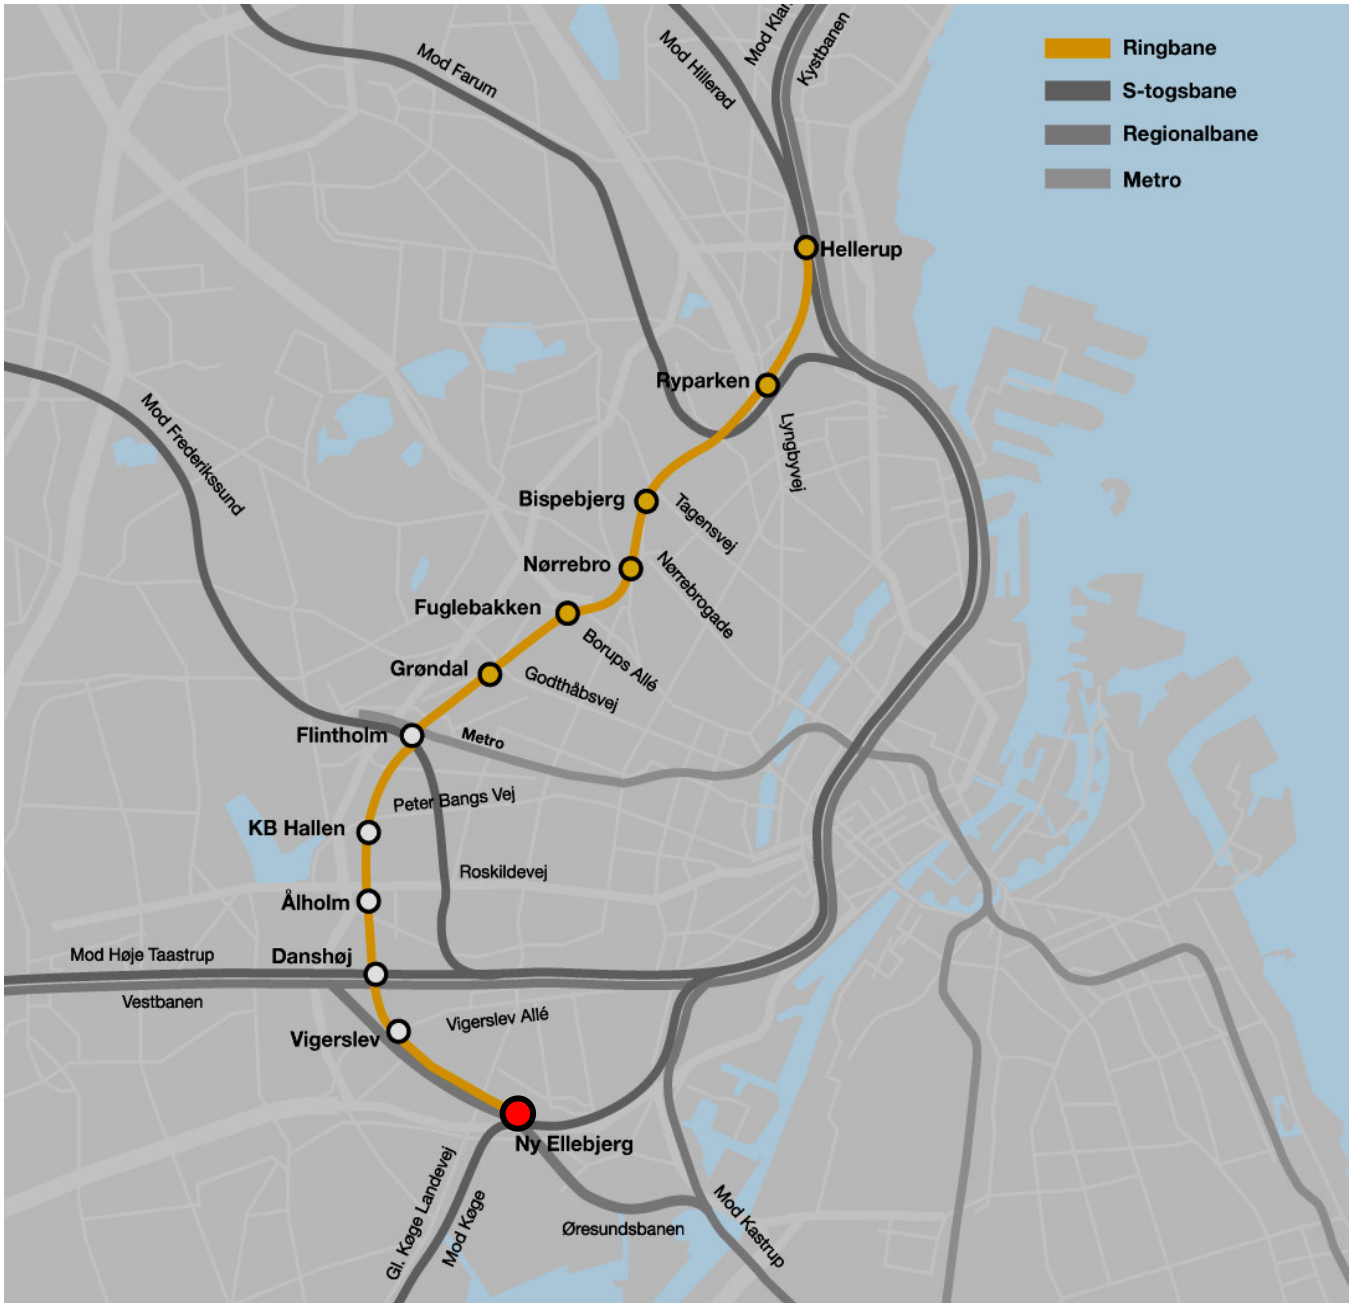 Mod Farum
Mod Hillerød
Mod Klam
Kystbanen
Ringbane
S-togsbane
Regionalbane
Metro
Hellerup
Ryparken
Lyngbyvej
Mod Frederikssund
Bispebjerg
Tagensvej
Nørrebro
Nørrebrogade
Fuglebakken
Borups Allé
Grøndal
Godthåbsvej
Flintholm
Metro
Peter Bangs Vej
KB Hallen
Roskildevej
Ålholm
Mod Høje Taastrup
Danshøj
Vestbanen
Vigerslev Allé
Vigerslev
Ny Ellebjerg
Gl. Køge Landevej
Mod Køge
Øresundsbanen
Mod Kastrup